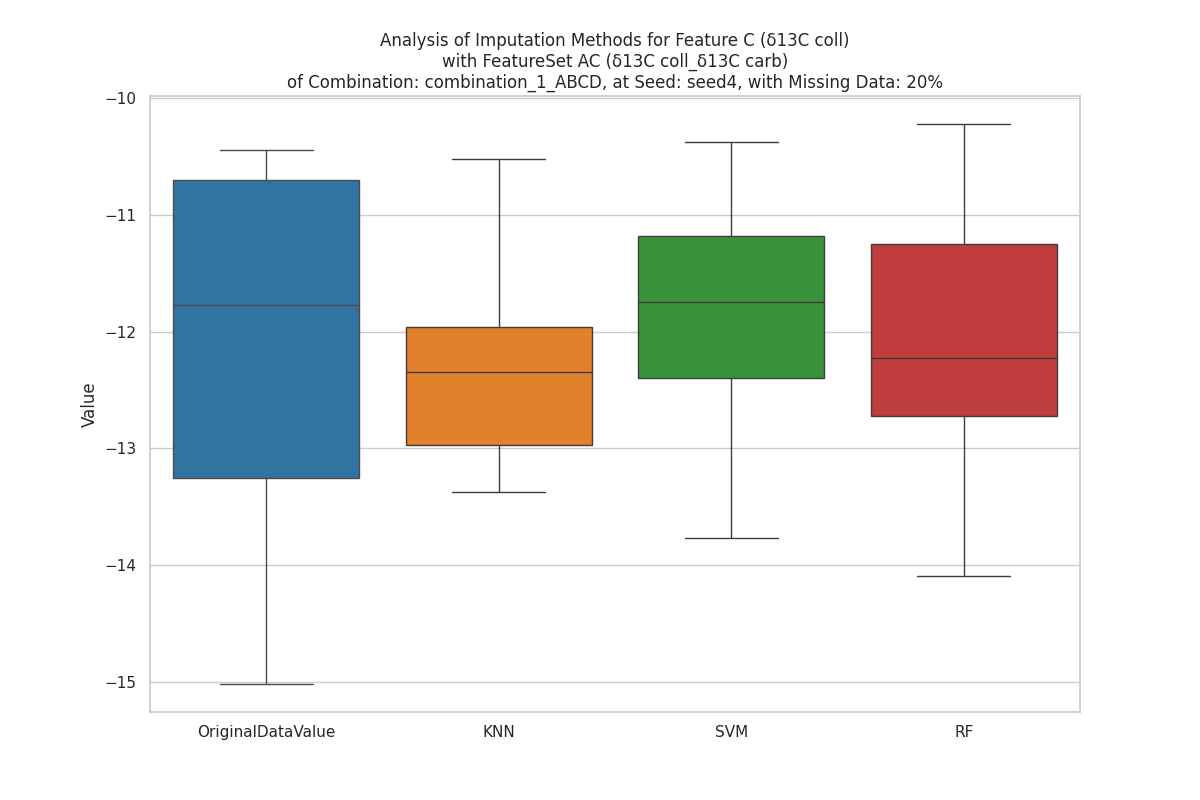 Analysis of Imputation Methods for Feature C (δ13C coll)
with FeatureSet AC (δ13C coll_δ13C carb)
of Combination: combination_1_ABCD, at Seed: seed4, with Missing Data: 20%
−10
−11
−12
−13
−14
−15
Value
OriginalDataValue
KNN
SVM
RF